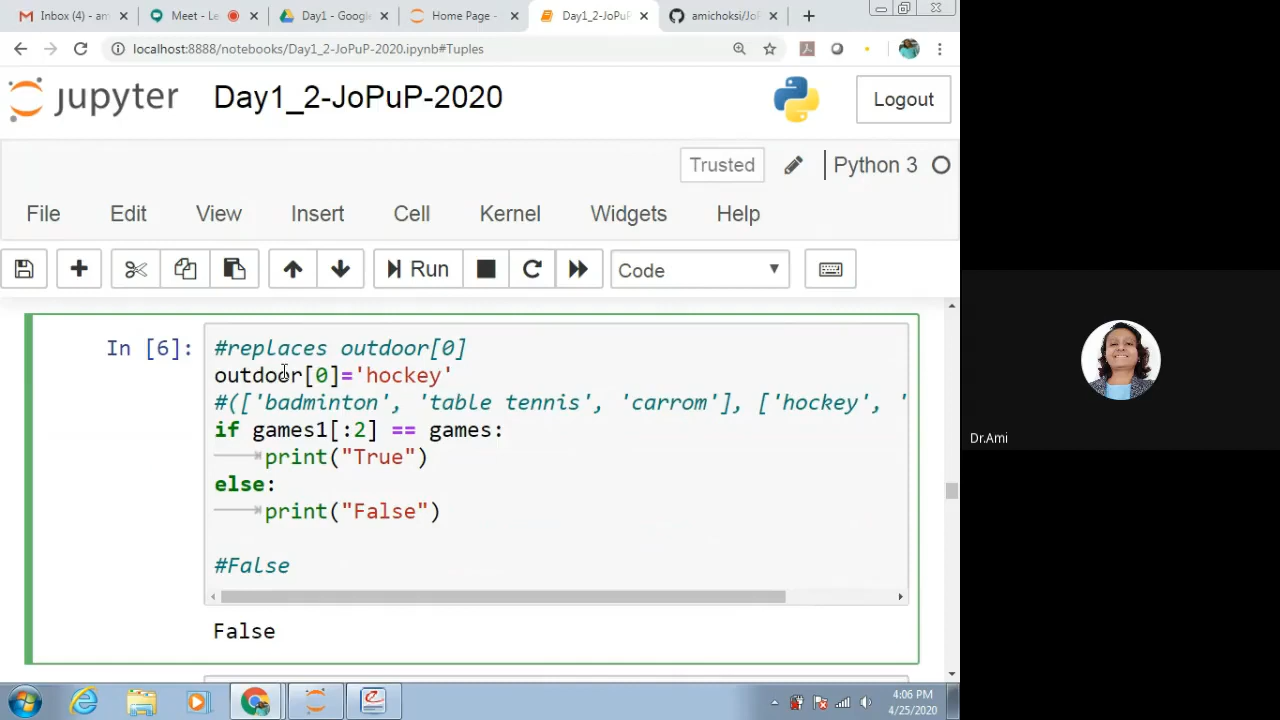 Inbox (4) - am
Meet - Le
Day1 - Google
Home Page -
Day1_2-JoPuP
amichoksi/JoP
localhost:8888/notebooks/Day1_2-JoPuP-2020.ipynb#Tuples
jupyter
Day1_2-JoPuP-2020
Logout
Trusted
Python 3
File
Edit
View
Insert
Cell
Kernel
Widgets
Help
Run
Code
In [6]:
#replaces outdoor[0]
outdoor[0]='hockey'
#(['badminton', 'table tennis', 'carrom'], ['hockey', '
if games1[:2] == games:
print("True")
else:
print("False")
#False
False
Dr.Ami
4:06 PM
4/25/2020